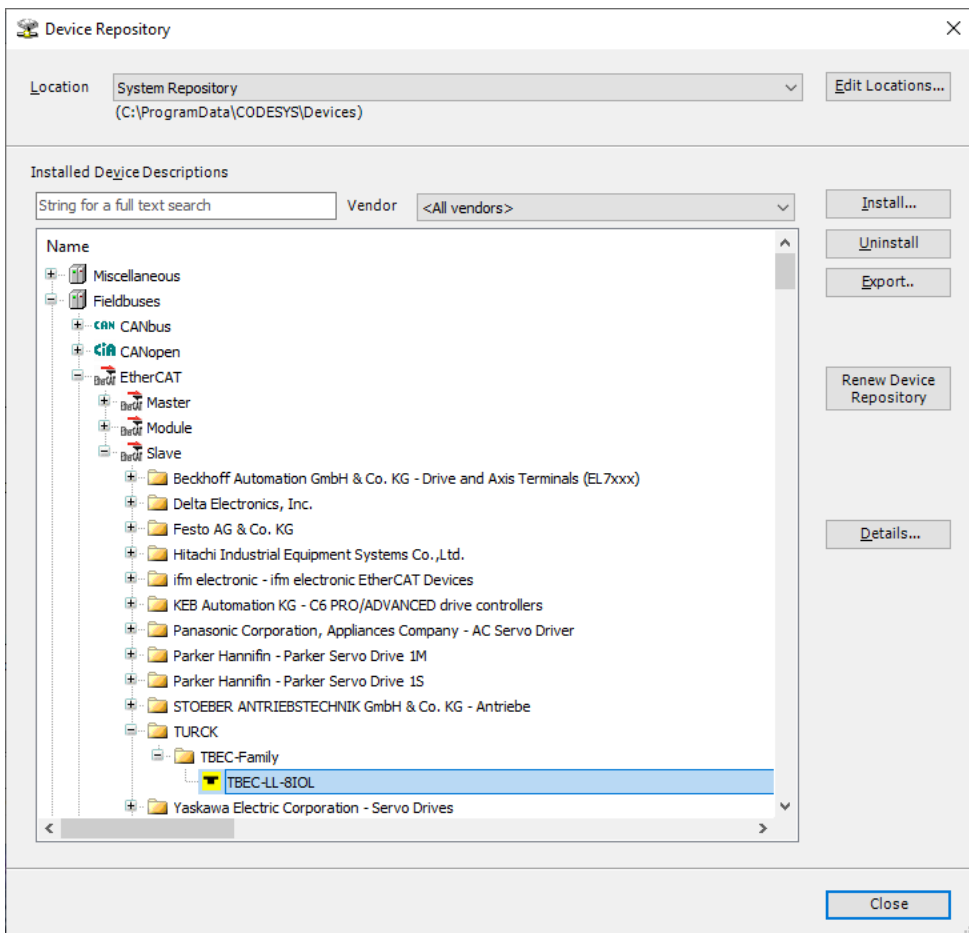 Device Repository
Location System Repository Edit Locations...
(C:\ProgramData\CODESYS\Devices)
Installed Device Descriptions
String for a full text search Vendor <All vendors> Install...
Name Uninstall
Miscellaneous Export..
Fieldbuses
CAN CANbus
CiA CANopen
EtherCAT Renew Device
Repository
Master
Module
Slave
Beckhoff Automation GmbH & Co. KG - Drive and Axis Terminals (EL7xxx)
Delta Electronics, Inc.
Festo AG & Co. KG Details...
Hitachi Industrial Equipment Systems Co.,Ltd.
ifm electronic - ifm electronic EtherCAT Devices
KEB Automation KG - C6 PRO/ADVANCED drive controllers
Panasonic Corporation, Appliances Company - AC Servo Driver
Parker Hannifin - Parker Servo Drive 1M
Parker Hannifin - Parker Servo Drive 1S
STOEBER ANTRIEBSTECHNIK GmbH & Co. KG - Antriebe
TURCK
TBEC-Family
TBEC-LL-8IOL
Yaskawa Electric Corporation - Servo Drives
Close